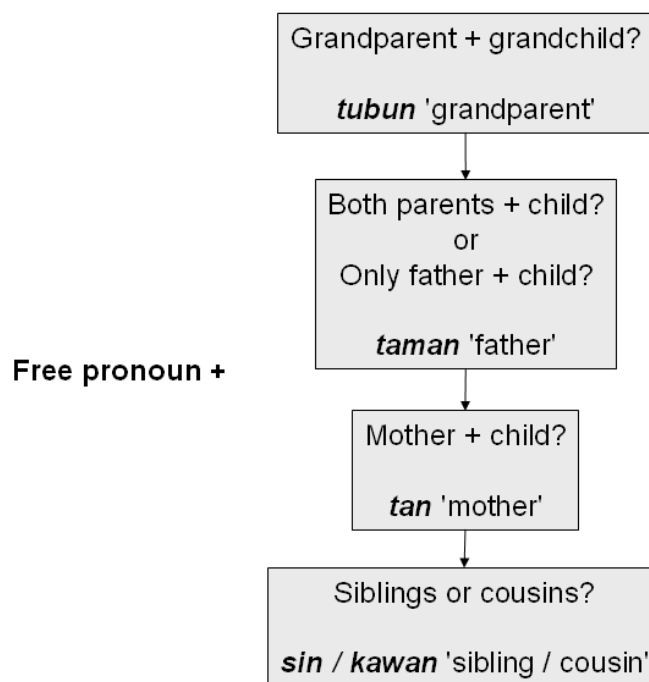 Grandparent + grandchild?
tubun 'grandparent'
Both parents + child?
or
Only father + child?
taman 'father'
Free pronoun +
Mother + child?
tan 'mother'
Siblings or cousins?
sin / kawan 'sibling / cousin'